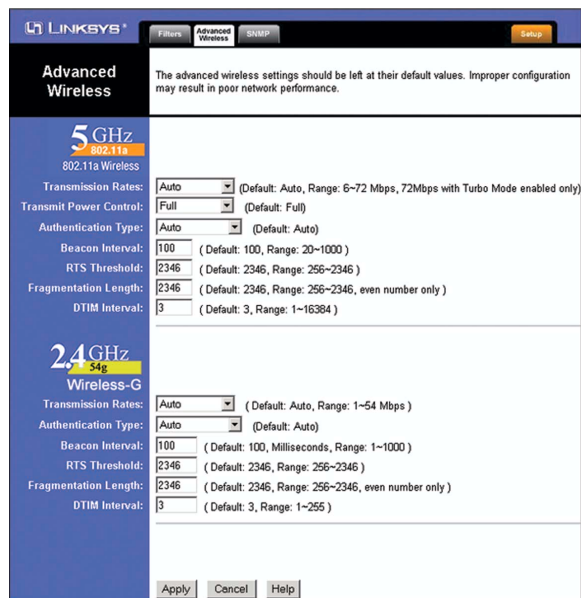 LINKSYS®
Filters
Advanced Wireless
SNMP
Setup
Advanced Wireless
The advanced wireless settings should be left at their default values. Improper configuration
may result in poor network performance.
5 GHz
802.11a
802.11a Wireless
Transmission Rates: Auto (Default: Auto, Range: 6~72 Mbps, 72Mbps with Turbo Mode enabled only)
Transmit Power Control: Full (Default: Full)
Authentication Type: Auto (Default: Auto)
Beacon Interval: 100 ( Default: 100, Range: 20~1000 )
RTS Threshold: 2346 ( Default: 2346, Range: 256~2346 )
Fragmentation Length: 2346 ( Default: 2346, Range: 256~2346, even number only )
DTIM Interval: 3 ( Default: 3, Range: 1~16384 )
2.4 GHz
54g
Wireless-G
Transmission Rates: Auto ( Default: Auto, Range: 1~54 Mbps )
Authentication Type: Auto (Default: Auto)
Beacon Interval: 100 ( Default: 100, Milliseconds, Range: 1~1000 )
RTS Threshold: 2346 ( Default: 2346, Range: 256~2346 )
Fragmentation Length: 2346 ( Default: 2346, Range: 256~2346, even number only )
DTIM Interval: 3 ( Default: 3, Range: 1~255 )
Apply Cancel Help